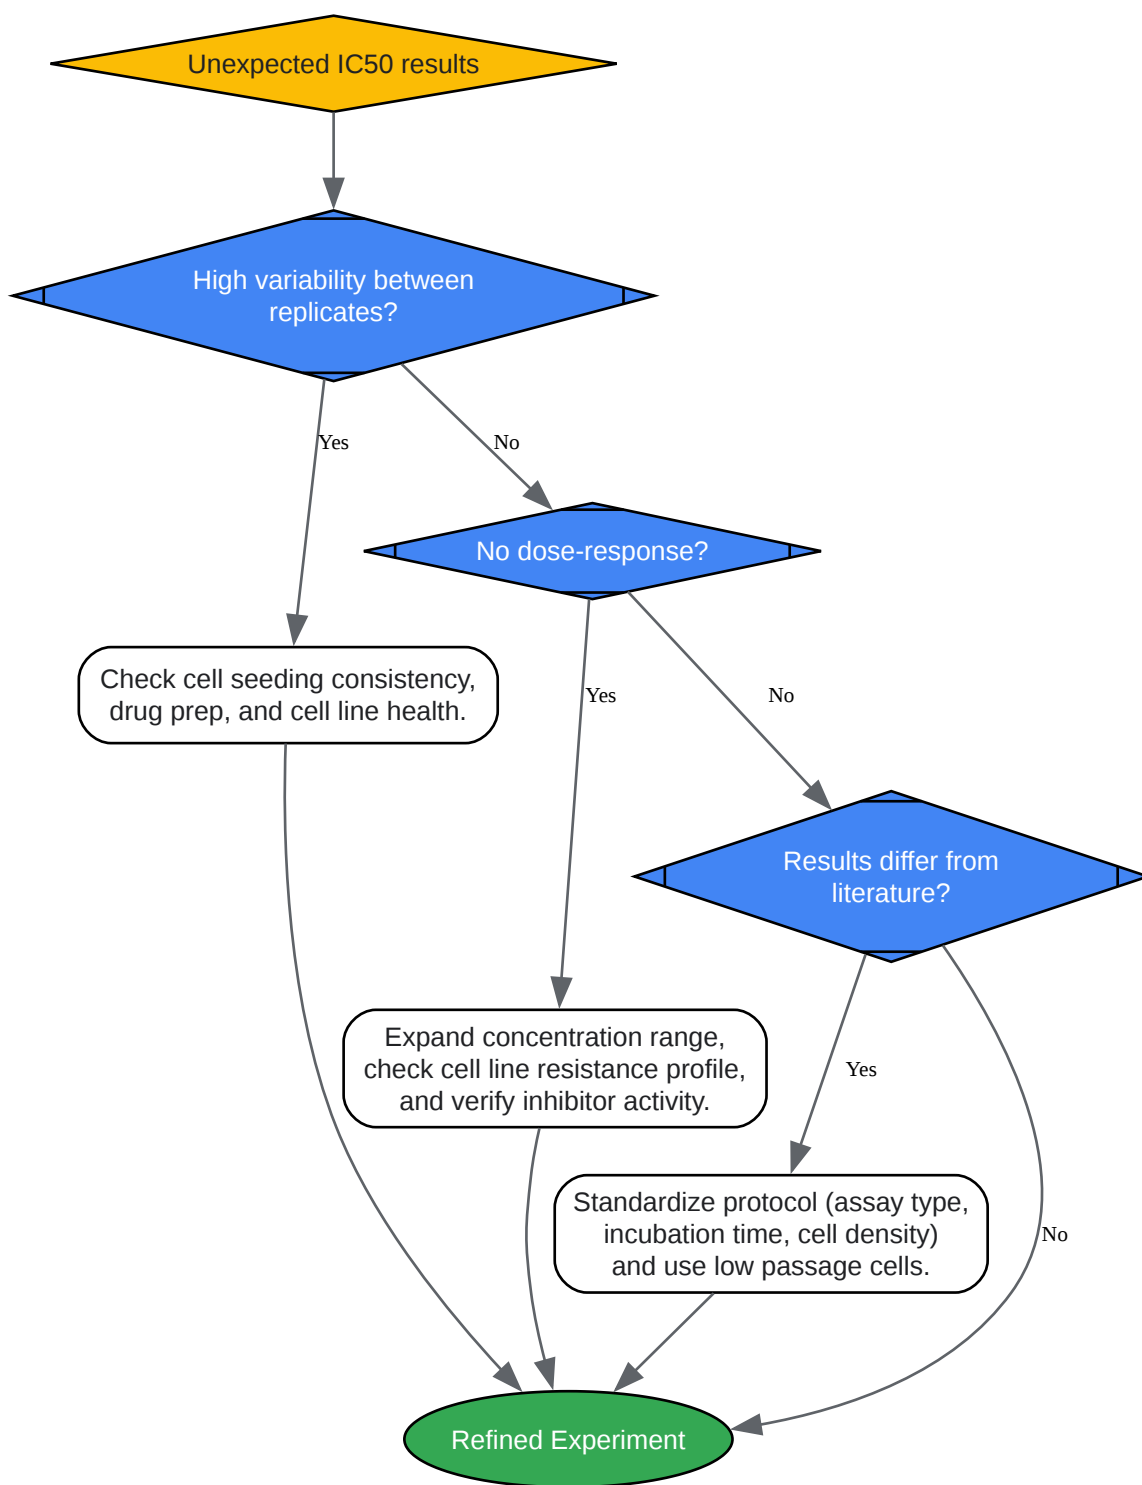 Unexpected IC50 results
High variability between
replicates?
Yes
No
No dose-response?
Check cell seeding consistency,
drug prep, and cell line health.
Yes
No
Results differ from
literature?
Expand concentration range,
check cell line resistance profile,
and verify inhibitor activity.
Yes
Standardize protocol (assay type,
incubation time, cell density)
and use low passage cells.
No
Refined Experiment